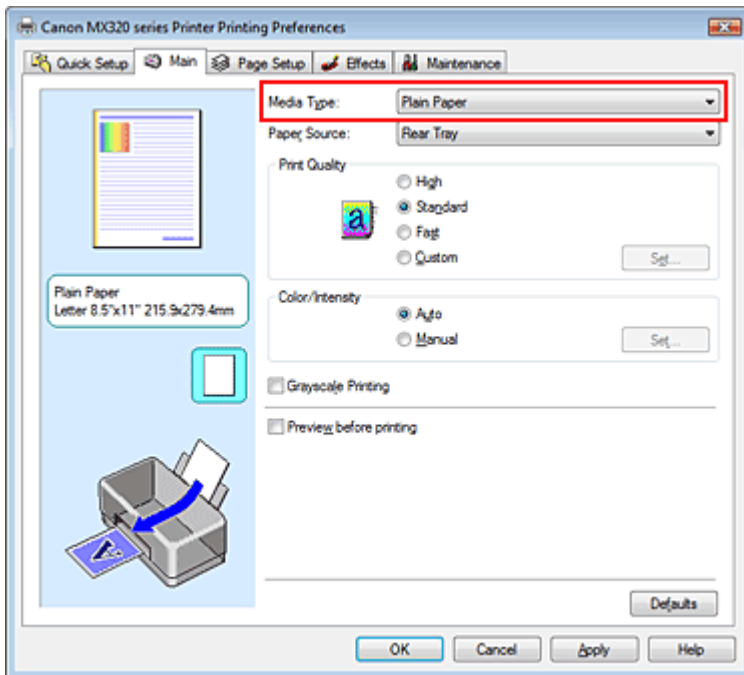 Canon MX320 series Printer Printing Preferences
Quick Setup Main Page Setup Effects Maintenance
Media Type: Plain Paper
Paper Source: Rear Tray
Print Quality
High
Standard
Fast
Custom Set...
Plain Paper
Letter 8.5"x11" 215.9x279.4mm
Color/Intensity
Auto
Manual Set...
Grayscale Printing
Preview before printing
Defaults
OK Cancel Apply Help